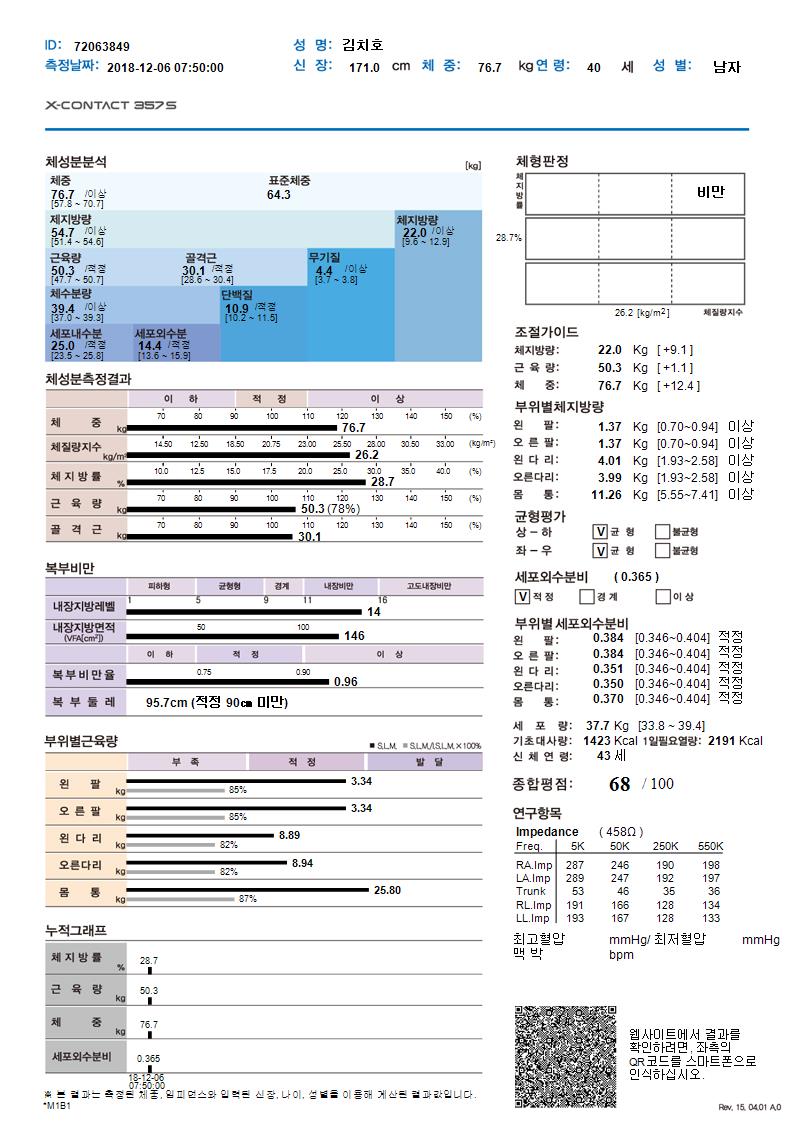 ID: 72063849 성 명: 김치호
측정날짜: 2018-12-06 07:50:00 신 장: 171.0 cm 체 중: 76.7 kg 연 령: 40 세 성 별: 남자
X-CONTACT 357S
체성분분석 [kg]
체중 표준체중
76.7 /이상 64.3
[57.8 ~ 70.7]
제지방량 체지방량
54.7 /이상 22.0 /이상
[51.4 ~ 54.6] [9.6 ~ 12.9]
근육량 골격근 무기질
50.3 /적정 30.1 /적정 4.4 /이상
[47.7 ~ 50.7] [28.6 ~ 30.4] [3.7 ~ 3.8]
체수분량 단백질
39.4 /이상 10.9 /적정
[37.0 ~ 39.3] [10.2 ~ 11.5]
세포내수분 세포외수분
25.0 /적정 14.4 /적정
[23.5 ~ 25.8] [13.6 ~ 15.9]
체성분측정결과
이 하 적 정 이 상
체 중 kg 70 80 90 100 110 120 130 140 150 (%)
76.7
체질량지수 kg/m² 14.50 12.50 18.50 20.75 23.00 25.50 28.00 30.50 33.00 (kg/m²)
26.2
체 지 방 률 % 10.0 12.5 15.0 17.5 20.0 25.0 30.0 35.0 40.0 (%)
28.7
근 육 량 kg 70 80 90 100 110 120 130 140 150 (%)
50.3 (78%)
골 격 근 kg 70 80 90 100 110 120 130 140 150 (%)
30.1
복부비만
피하형 균형형 경계 내장비만 고도내장비만
내장지방레벨 1 5 9 11 16
14
내장지방면적 (VFA[cm²]) 50 100
146
이 하 적 정 이 상
복부비만율 0.75 0.90
0.96
복 부 둘 레 95.7cm (적정 90㎝ 미만)
부위별근육량 ■ S.L.M. ■ S.L.M./I.S.L.M.×100%
부 족 적 정 발 달
왼 팔 kg 3.34
85%
오 른 팔 kg 3.34
85%
왼 다 리 kg 8.89
82%
오른다리 kg 8.94
82%
몸 통 kg 25.80
87%
누적그래프
체 지 방 률 % 28.7
근 육 량 kg 50.3
체 중 kg 76.7
세포외수분비 0.365
18-12-06
07:50:00
※ 본 결과는 측정된 체중, 임피던스와 입력된 신장, 나이, 성별을 이용해 계산된 결과값입니다.
*M1B1
체형판정
체지방률
비만
28.7%
26.2 [kg/m²] 체질량지수
조절가이드
체지방량: 22.0 Kg [ +9.1 ]
근 육 량: 50.3 Kg [ +1.1 ]
체 중: 76.7 Kg [ +12.4 ]
부위별체지방량
왼 팔: 1.37 Kg [0.70~0.94] 이상
오 른 팔: 1.37 Kg [0.70~0.94] 이상
왼 다 리: 4.01 Kg [1.93~2.58] 이상
오른다리: 3.99 Kg [1.93~2.58] 이상
몸 통: 11.26 Kg [5.55~7.41] 이상
균형평가
상 – 하 V 균 형 불균형
좌 – 우 V 균 형 불균형
세포외수분비 ( 0.365 )
V 적 정 경 계 이 상
부위별 세포외수분비
왼 팔: 0.384 [0.346~0.404] 적정
오 른 팔: 0.384 [0.346~0.404] 적정
왼 다 리: 0.351 [0.346~0.404] 적정
오른다리: 0.350 [0.346~0.404] 적정
몸 통: 0.370 [0.346~0.404] 적정
세 포 량: 37.7 Kg [33.8 ~ 39.4]
기초대사량: 1423 Kcal 1일필요열량: 2191 Kcal
신 체 연 령: 43 세
종합평점: 68 / 100
연구항목
Impedance ( 458Ω )
Freq. 5K 50K 250K 550K
RA.Imp 287 246 190 198
LA.Imp 289 247 192 197
Trunk 53 46 35 36
RL.Imp 191 166 128 134
LL.Imp 193 167 128 133
최고혈압 mmHg/ 최저혈압 mmHg
맥 박 bpm
웹사이트에서 결과를
확인하려면, 좌측의
QR코드를 스마트폰으로
인식하십시오.
Rev, 15, 04,01 A,0